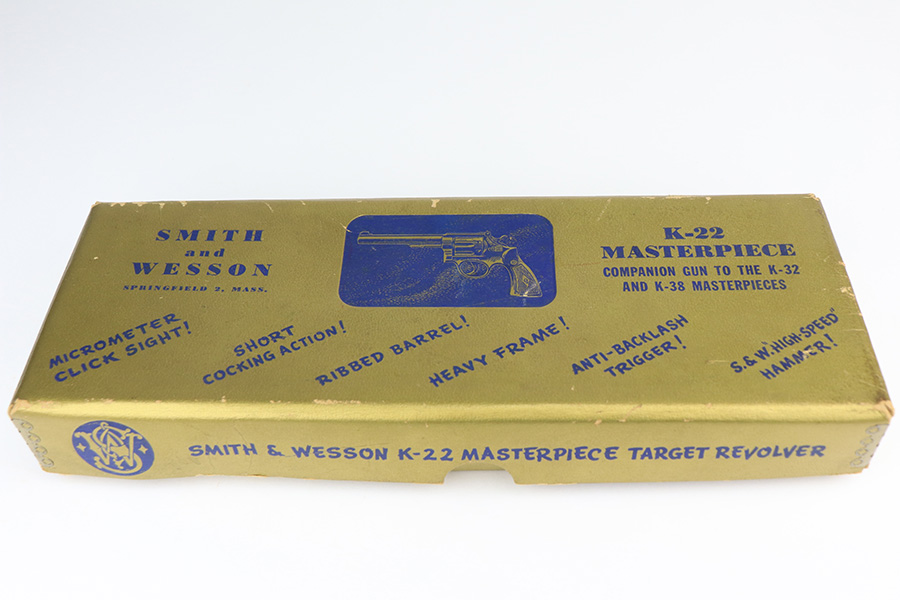 SMITH
and
WESSON
SPRINGFIELD 2, MASS.
K-22
MASTERPIECE
COMPANION GUN TO THE K-32
AND K-38 MASTERPIECES
MICROMETER
CLICK SIGHT!
SHORT
COCKING ACTION!
RIBBED BARREL!
HEAVY FRAME!
ANTI-BACKLASH
TRIGGER!
S.& W. "HIGH-SPEED"
HAMMER!
SMITH & WESSON K-22 MASTERPIECE TARGET REVOLVER